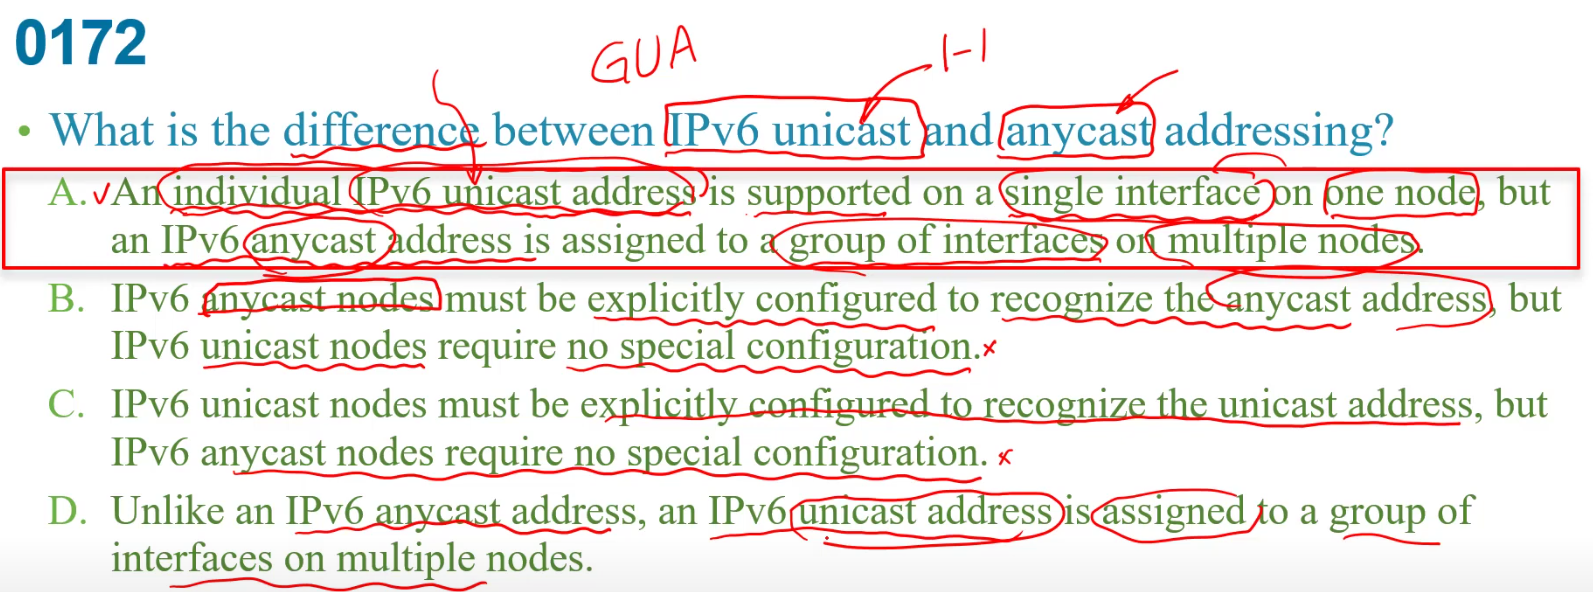 0172
GUA
1-1
• What is the difference between IPv6 unicast and anycast addressing?
A. ✓An individual IPv6 unicast address is supported on a single interface on one node, but
an IPv6 anycast address is assigned to a group of interfaces on multiple nodes.
B. IPv6 anycast nodes must be explicitly configured to recognize the anycast address, but
IPv6 unicast nodes require no special configuration.×
C. IPv6 unicast nodes must be explicitly configured to recognize the unicast address, but
IPv6 anycast nodes require no special configuration. ×
D. Unlike an IPv6 anycast address, an IPv6 unicast address is assigned to a group of
interfaces on multiple nodes.